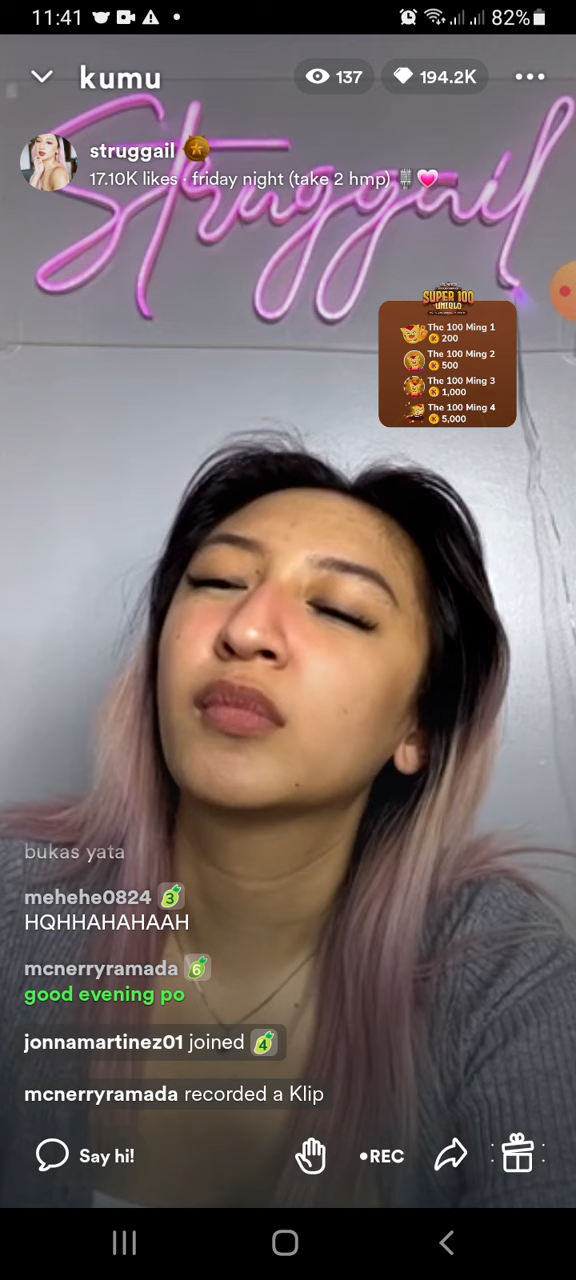 11:41
82%
kumu
137
194.2K
struggail
17.10K likes · friday night (take 2 hmp)
Struggail
SUPER 100
UNIQLO
The 100 Ming 1
200
The 100 Ming 2
500
The 100 Ming 3
1,000
The 100 Ming 4
5,000
bukas yata
mehehe0824 3
HQHHAHAHAAH
mcnerryramada 6
good evening po
jonnamartinez01 joined 4
mcnerryramada recorded a Klip
Say hi!
•REC